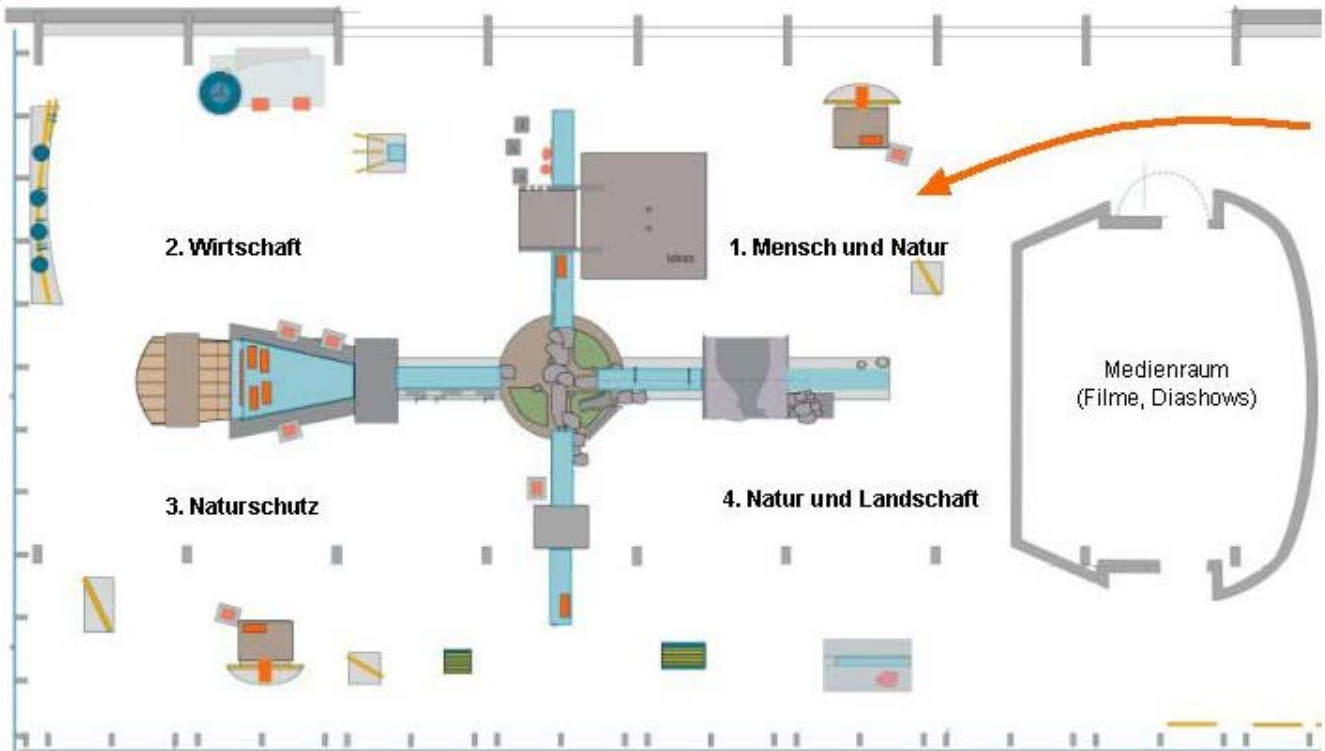 1. Mensch und Natur
2. Wirtschaft
3. Naturschutz
4. Natur und Landschaft
Medienraum
(Filme, Diashows)